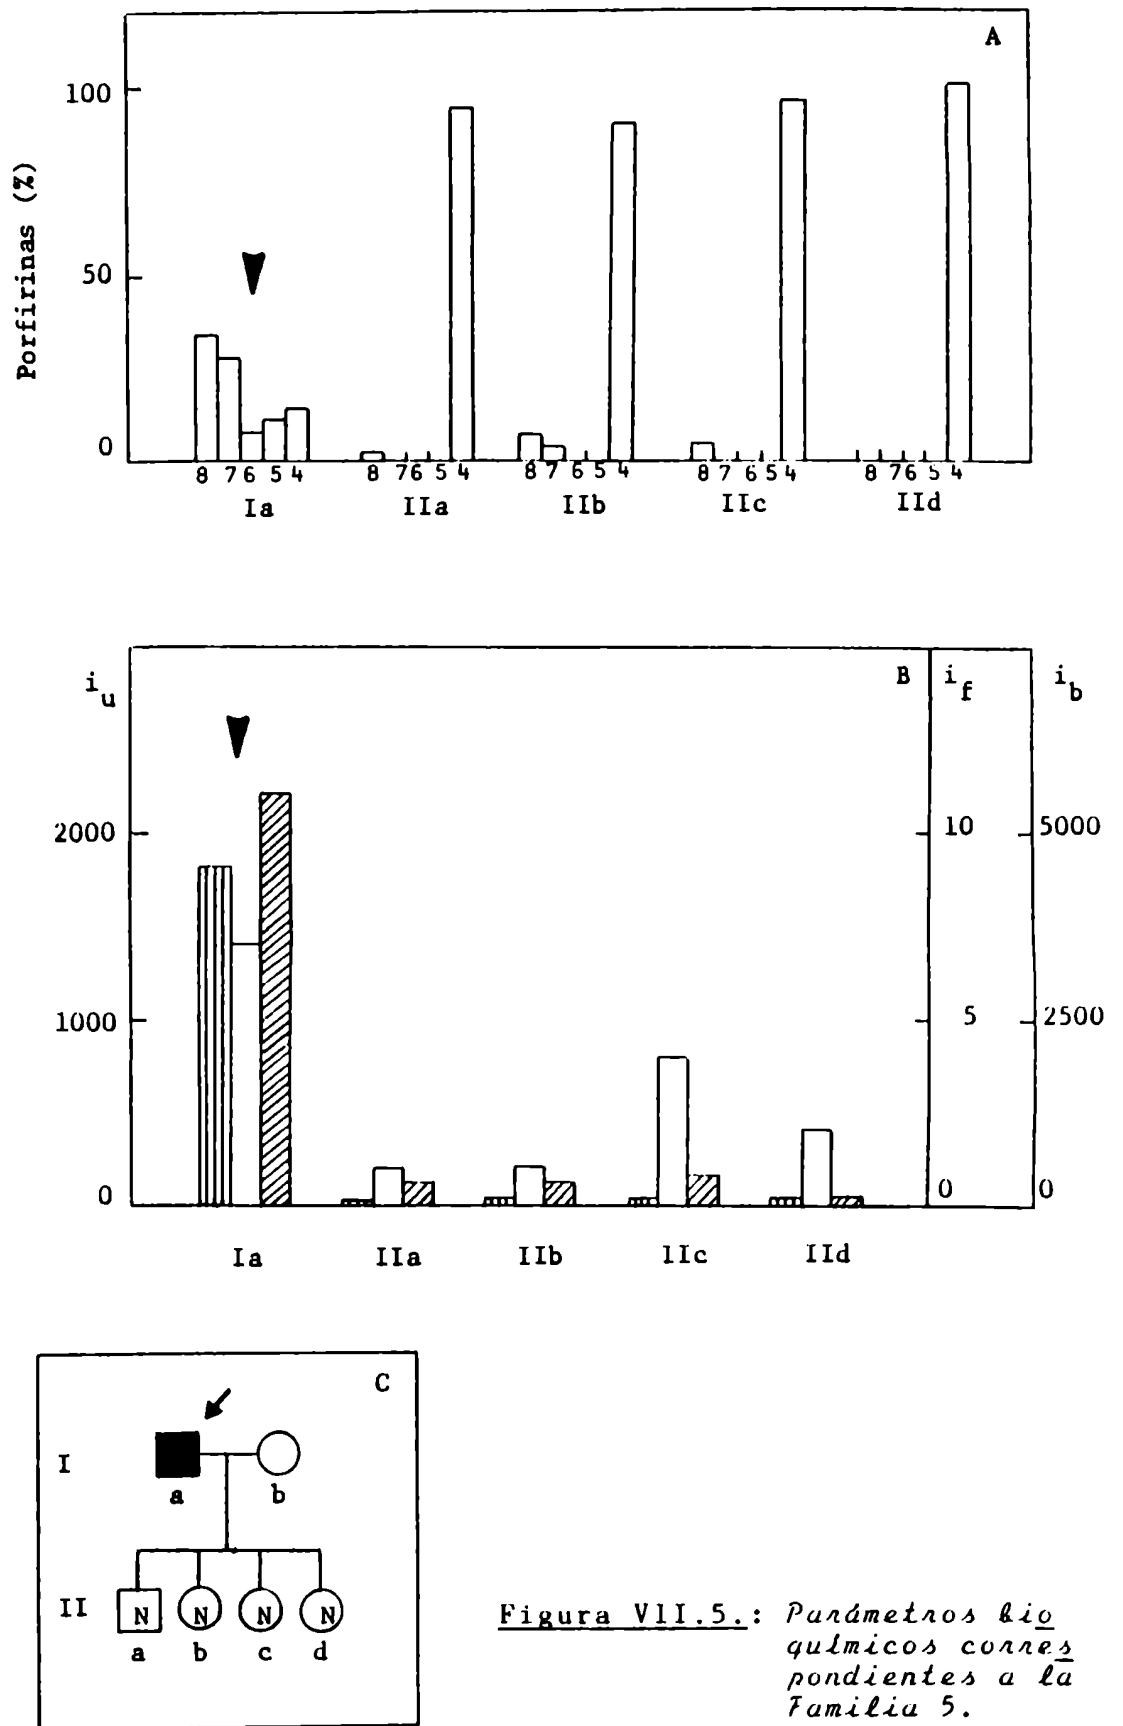 A
Porfirinas (%)
100
50
0
8 7 6 5 4 8 7 6 5 4 8 7 6 5 4 8 7 6 5 4 8 7 6 5 4
Ia IIa IIb IIc IId
B
i_u
i_f
i_b
2000 10 5000
1000 5 2500
0 0 0
Ia IIa IIb IIc IId
C
I
a b
II N N N N
a b c d
Figura VII.5.: Parámetros bio
químicos corres
pondientes a la
Familia 5.